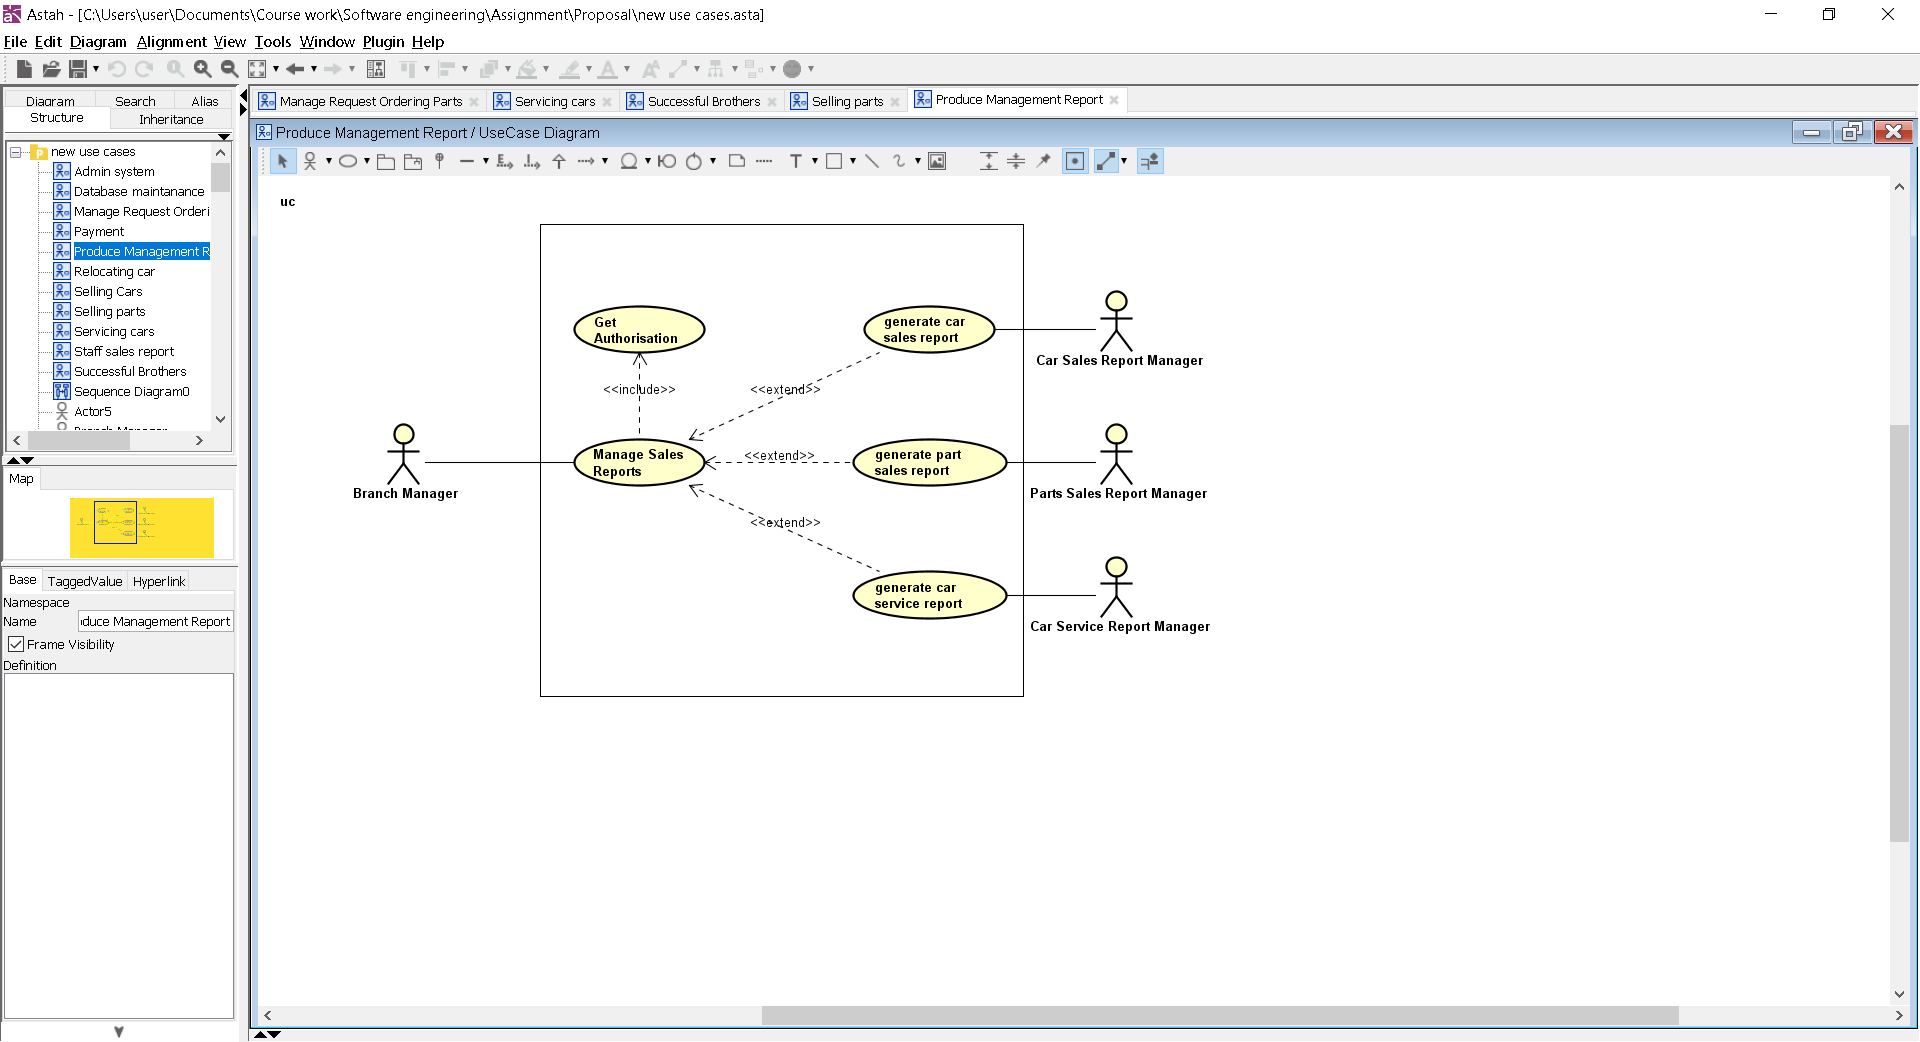 Astah - [C:\Users\user\Documents\Course work\Software engineering\Assignment\Proposal\new use cases.asta]
File Edit Diagram Alignment View Tools Window Plugin Help
Diagram Search Alias
Structure Inheritance
new use cases
Admin system
Database maintanance
Manage Request Orderi
Payment
Produce Management R
Relocating car
Selling Cars
Selling parts
Servicing cars
Staff sales report
Successful Brothers
Sequence Diagram0
Actor5
Map
Base TaggedValue Hyperlink
Namespace
Name duce Management Report
Frame Visibility
Definition
Manage Request Ordering Parts Servicing cars Successful Brothers Selling parts Produce Management Report
Produce Management Report / UseCase Diagram
uc
Get
Authorisation
generate car
sales report
Car Sales Report Manager
<<include>>
<<extend>>
Branch Manager
Manage Sales
Reports
<<extend>>
generate part
sales report
Parts Sales Report Manager
<<extend>>
generate car
service report
Car Service Report Manager